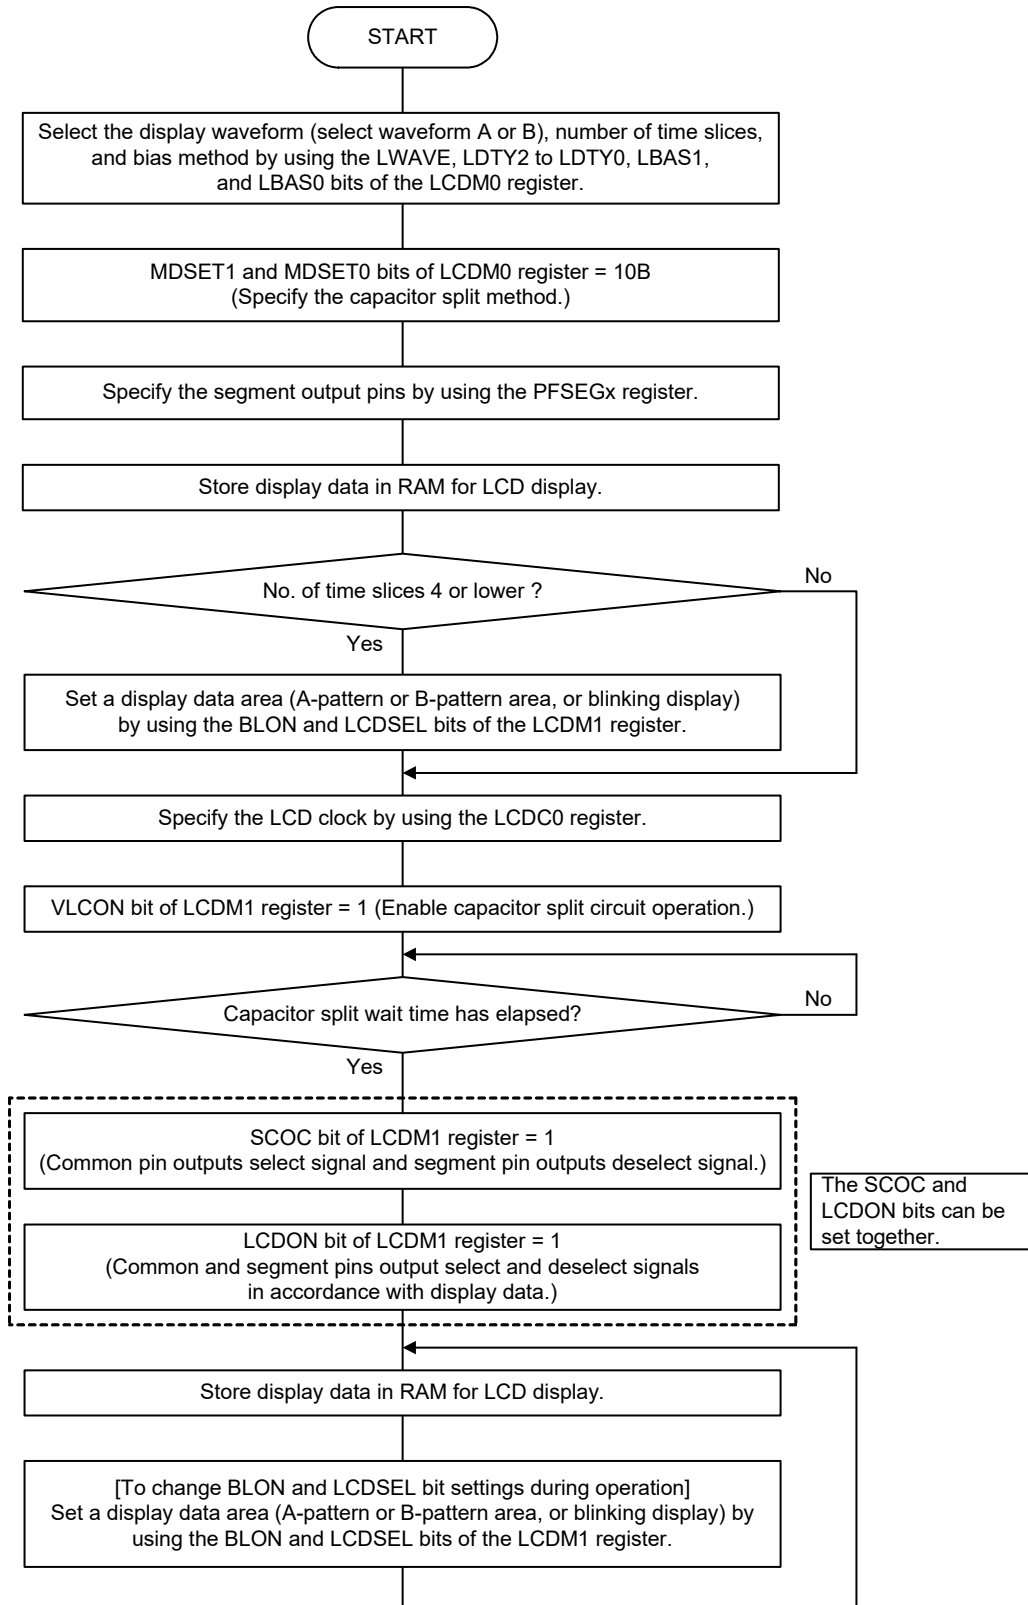 START
Select the display waveform (select waveform A or B), number of time slices,
and bias method by using the LWAVE, LDTY2 to LDTY0, LBAS1,
and LBAS0 bits of the LCDM0 register.
MDSET1 and MDSET0 bits of LCDM0 register = 10B
(Specify the capacitor split method.)
Specify the segment output pins by using the PFSEGx register.
Store display data in RAM for LCD display.
No. of time slices 4 or lower ?
No
Yes
Set a display data area (A-pattern or B-pattern area, or blinking display)
by using the BLON and LCDSEL bits of the LCDM1 register.
Specify the LCD clock by using the LCDC0 register.
VLCON bit of LCDM1 register = 1 (Enable capacitor split circuit operation.)
Capacitor split wait time has elapsed?
No
Yes
SCOC bit of LCDM1 register = 1
(Common pin outputs select signal and segment pin outputs deselect signal.)
The SCOC and
LCDON bits can be
set together.
LCDON bit of LCDM1 register = 1
(Common and segment pins output select and deselect signals
in accordance with display data.)
Store display data in RAM for LCD display.
[To change BLON and LCDSEL bit settings during operation]
Set a display data area (A-pattern or B-pattern area, or blinking display) by
using the BLON and LCDSEL bits of the LCDM1 register.